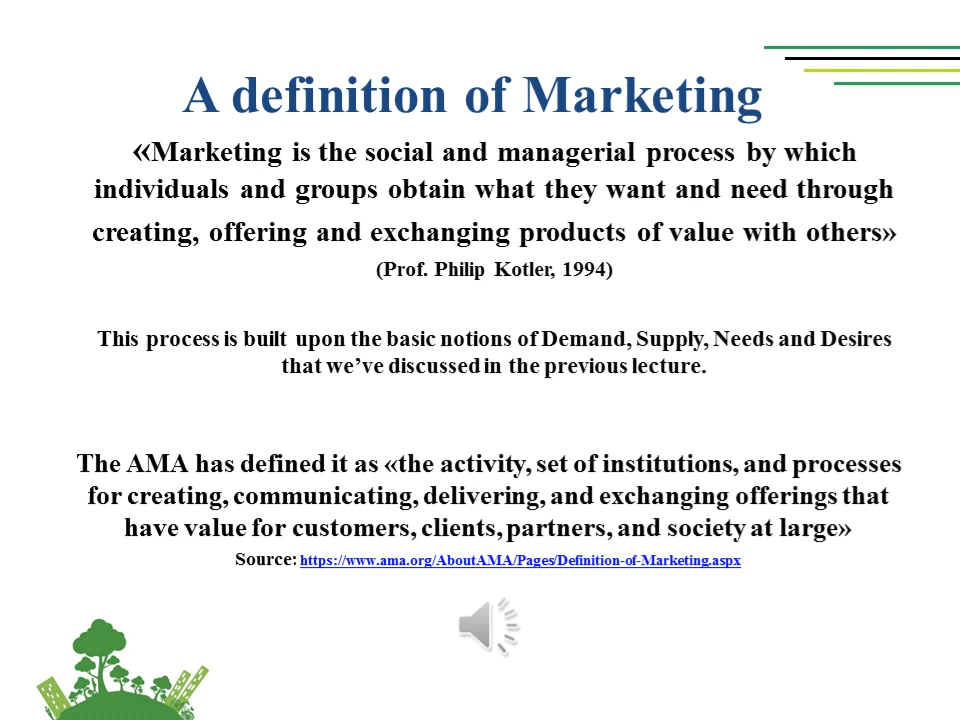 A definition of Marketing
«Marketing is the social and managerial process by which
individuals and groups obtain what they want and need through
creating, offering and exchanging products of value with others»
(Prof. Philip Kotler, 1994)
This process is built upon the basic notions of Demand, Supply, Needs and Desires
that we’ve discussed in the previous lecture.
The AMA has defined it as «the activity, set of institutions, and processes
for creating, communicating, delivering, and exchanging offerings that
have value for customers, clients, partners, and society at large»
Source: https://www.ama.org/AboutAMA/Pages/Definition-of-Marketing.aspx